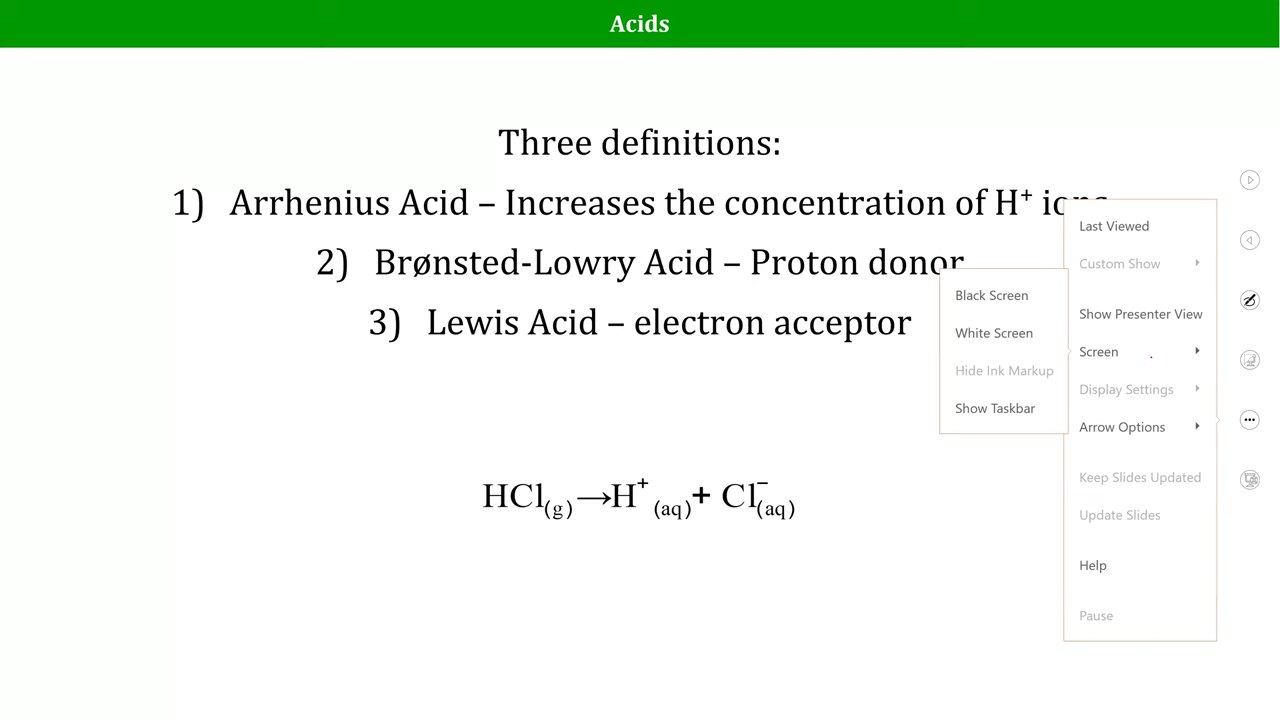 Acids
Three definitions:
1) Arrhenius Acid – Increases the concentration of H⁺ ions
2) Brønsted-Lowry Acid – Proton donor
3) Lewis Acid – electron acceptor
HCl(g) →H⁺(aq)+ Cl⁻(aq)
Black Screen
White Screen
Hide Ink Markup
Show Taskbar
Last Viewed
Custom Show
Show Presenter View
Screen
Display Settings
Arrow Options
Keep Slides Updated
Update Slides
Help
Pause